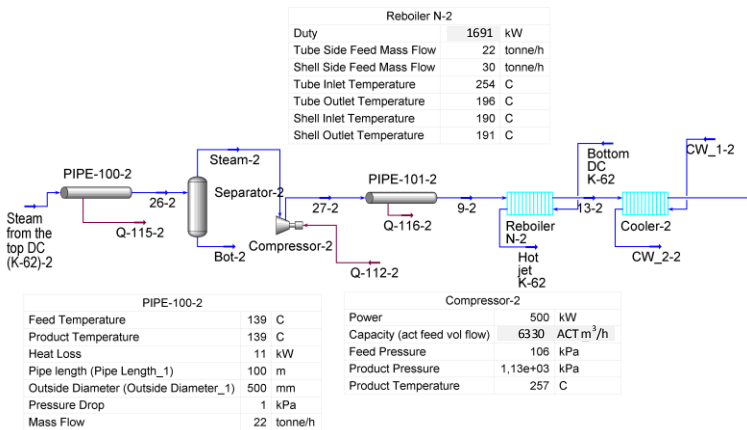 Reboiler N-2
Duty 1691 kW
Tube Side Feed Mass Flow 22 tonne/h
Shell Side Feed Mass Flow 30 tonne/h
Tube Inlet Temperature 254 C
Tube Outlet Temperature 196 C
Shell Inlet Temperature 190 C
Shell Outlet Temperature 191 C
Steam-2
Bottom
DC
K-62
CW_1-2
PIPE-100-2
Separator-2
PIPE-101-2
26-2
27-2
9-2
13-2
Steam
from the
top DC
(K-62)-2
Q-115-2
Bot-2
Compressor-2
Q-116-2
Reboiler
N-2
Cooler-2
Q-112-2
Hot
jet
K-62
CW_2-2
PIPE-100-2
Feed Temperature 139 C
Product Temperature 139 C
Heat Loss 11 kW
Pipe length (Pipe Length_1) 100 m
Outside Diameter (Outside Diameter_1) 500 mm
Pressure Drop 1 kPa
Mass Flow 22 tonne/h
Compressor-2
Power 500 kW
Capacity (act feed vol flow) 6330 ACT m³/h
Feed Pressure 106 kPa
Product Pressure 1,13e+03 kPa
Product Temperature 257 C